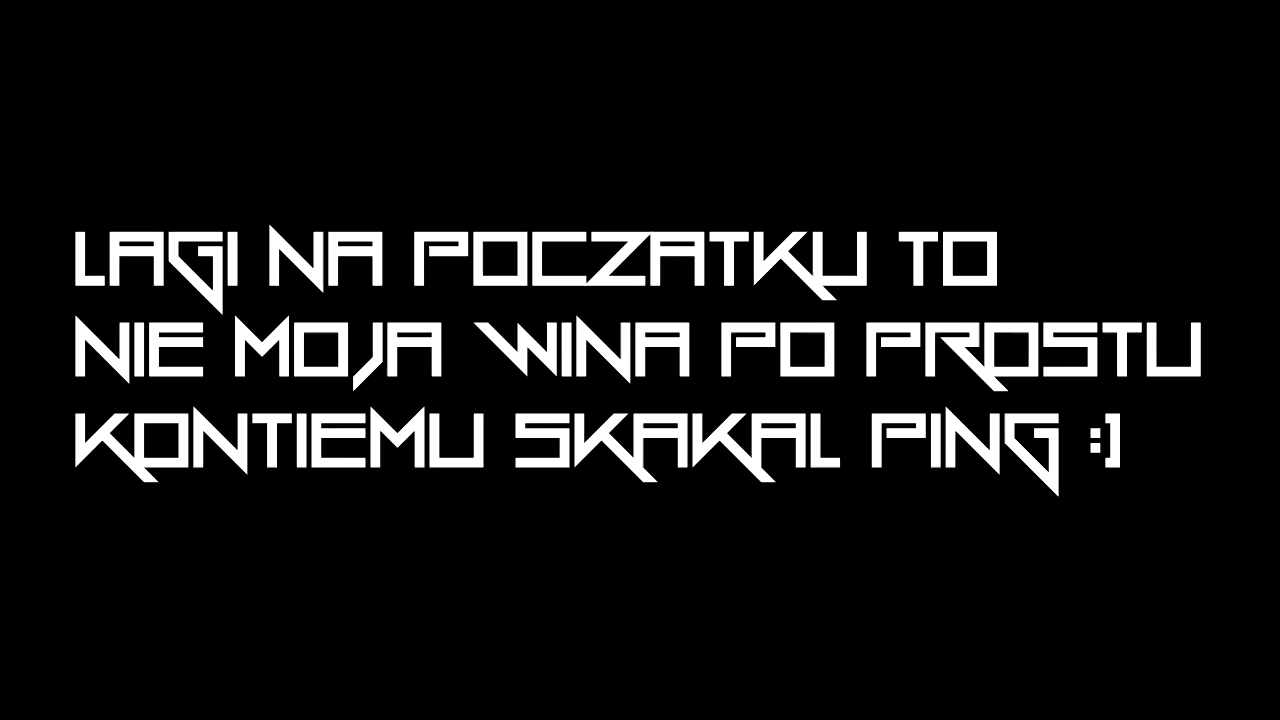 LAGI NA POCZATKU TO
NIE MOJA WINA PO PROSTU
KONTIEMU SKAKAL PING :)